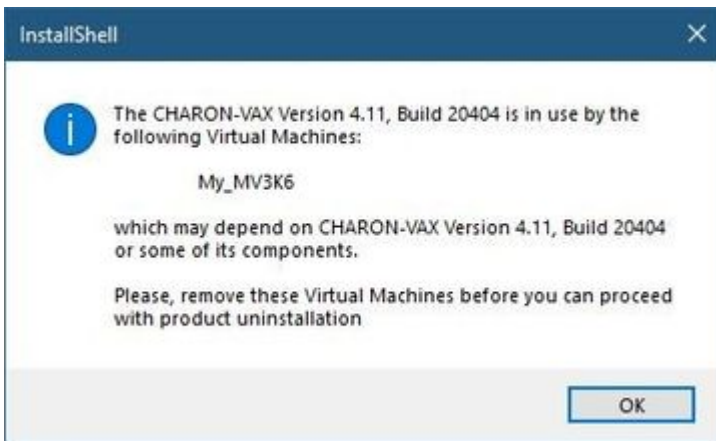 InstallShell
The CHARON-VAX Version 4.11, Build 20404 is in use by the
following Virtual Machines:
My_MV3K6
which may depend on CHARON-VAX Version 4.11, Build 20404
or some of its components.
Please, remove these Virtual Machines before you can proceed
with product uninstallation
OK